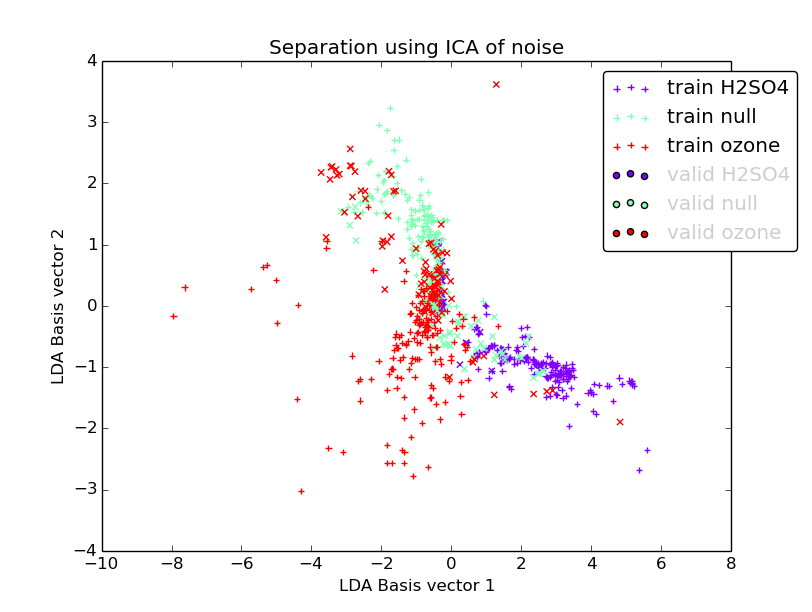 Separation using ICA of noise
train H2SO4
train null
train ozone
valid H2SO4
valid null
valid ozone
LDA Basis vector 2
4
3
2
1
0
−1
−2
−3
−4
−10 −8 −6 −4 −2 0 2 4 6 8
LDA Basis vector 1